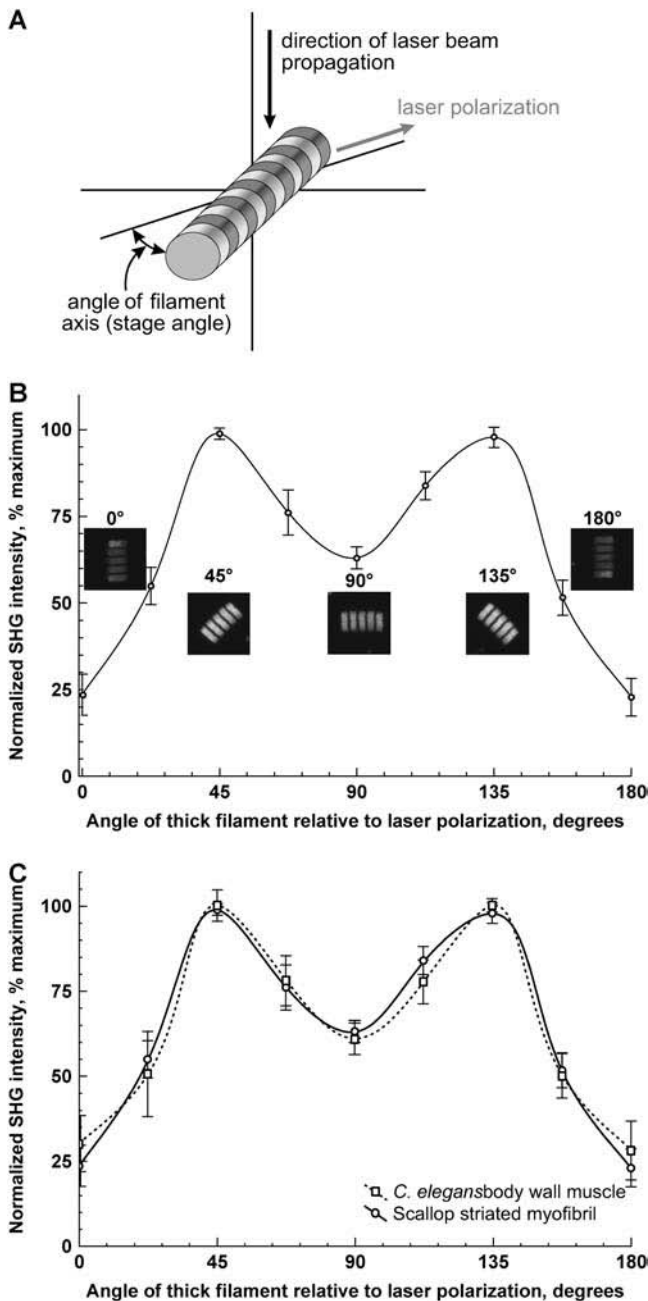 A
direction of laser beam
propagation
laser polarization
angle of filament
axis (stage angle)
B
Normalized SHG intensity, % maximum
100
75
50
25
0
0°
45°
90°
135°
180°
0
45
90
135
180
Angle of thick filament relative to laser polarization, degrees
C
Normalized SHG intensity, % maximum
100
75
50
25
0
C. elegansbody wall muscle
Scallop striated myofibril
0
45
90
135
180
Angle of thick filament relative to laser polarization, degrees